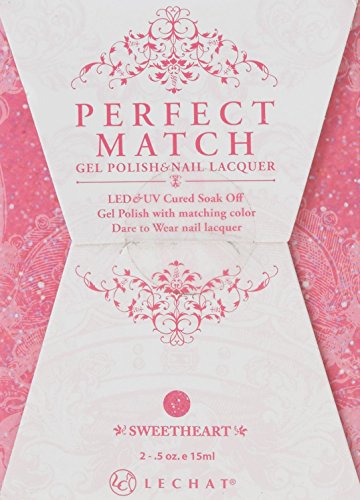 PERFECT
MATCH
GEL POLISH&NAIL LACQUER
LED & UV Cured Soak Off
Gel Polish with matching color
Dare to Wear nail lacquer
SWEETHEART
2 - .5 oz. e 15ml
LECHAT®